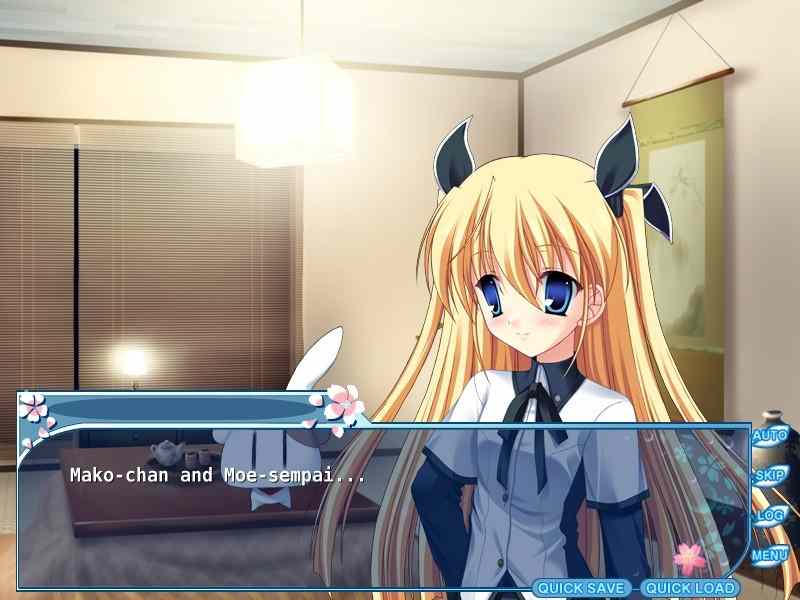 Mako-chan and Moe-sempai...
AUTO
SKIP
LOG
MENU
QUICK SAVE
QUICK LOAD